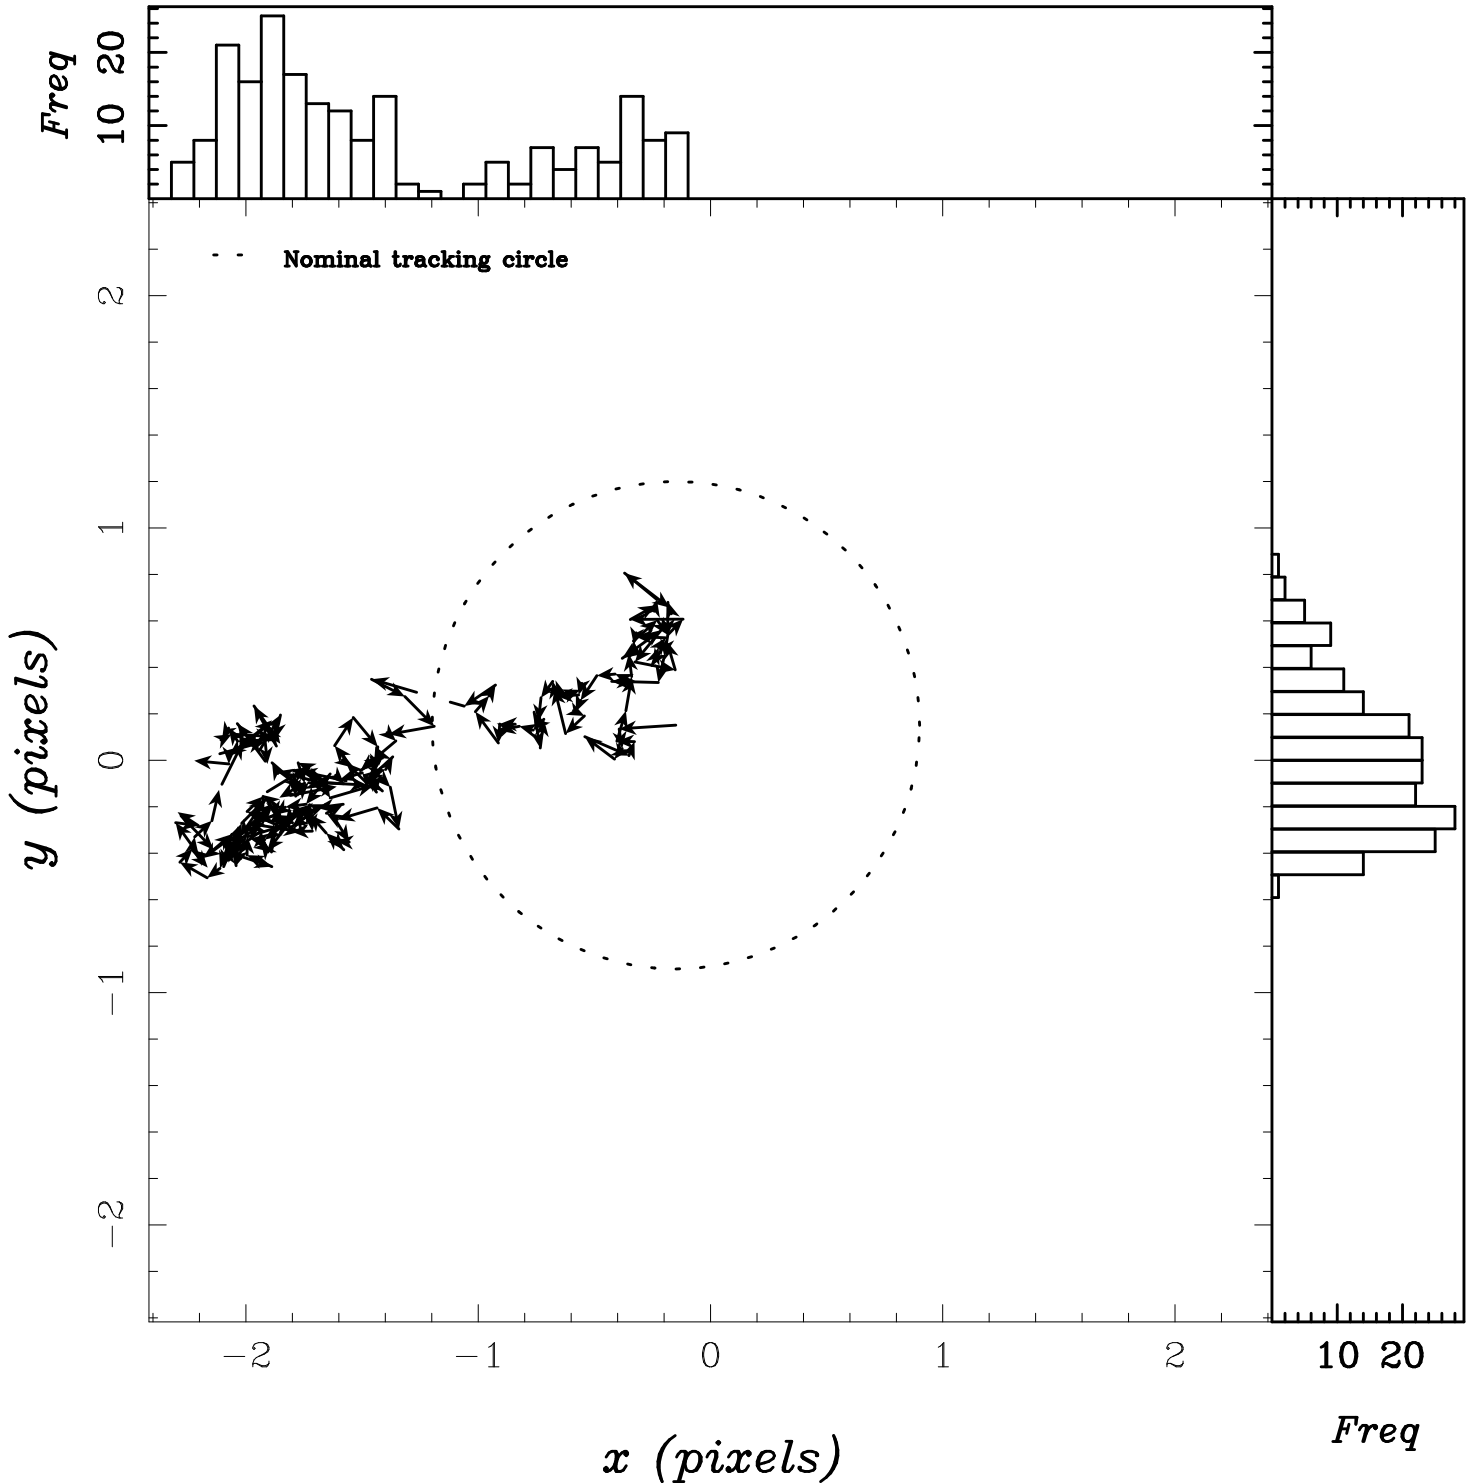 Freq
20
10
Nominal tracking circle
2
1
0
−1
−2
y (pixels)
−2 −1 0 1 2
10 20
x (pixels)
Freq